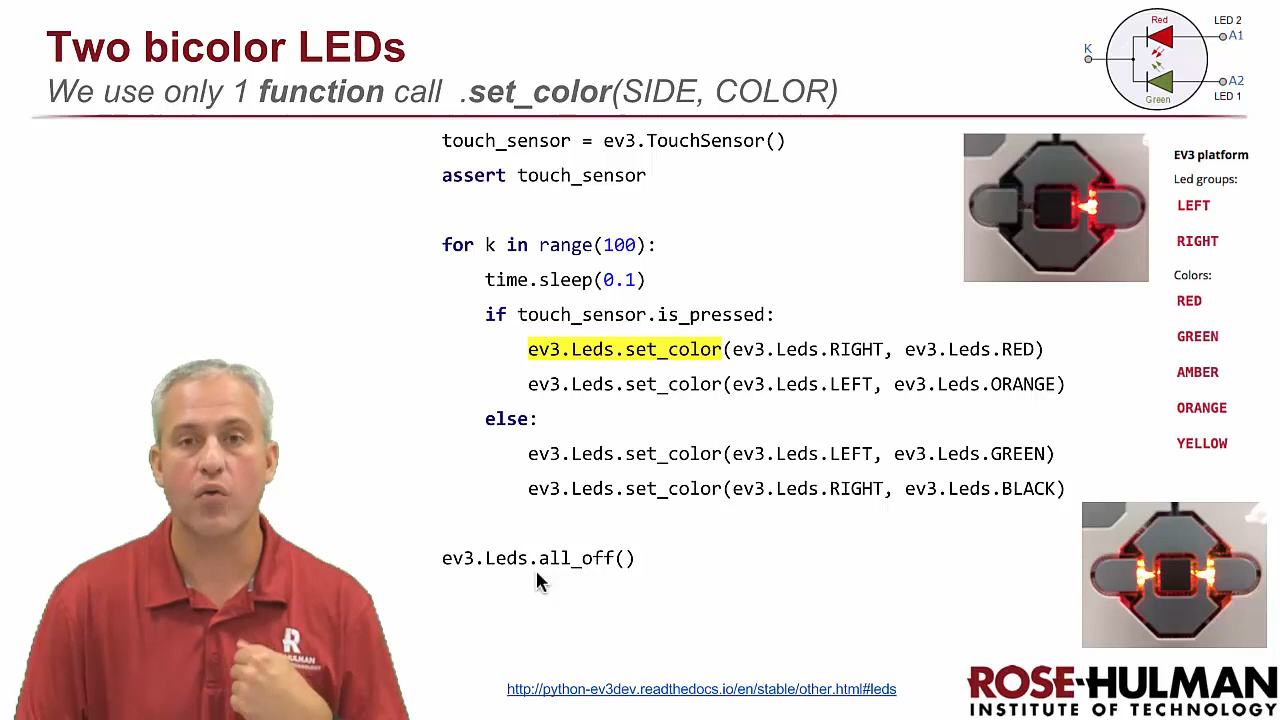 Two bicolor LEDs
We use only 1 function call .set_color(SIDE, COLOR)
Red
LED 2
A1
K
A2
Green
LED 1
touch_sensor = ev3.TouchSensor()
assert touch_sensor
for k in range(100):
time.sleep(0.1)
if touch_sensor.is_pressed:
ev3.Leds.set_color(ev3.Leds.RIGHT, ev3.Leds.RED)
ev3.Leds.set_color(ev3.Leds.LEFT, ev3.Leds.ORANGE)
else:
ev3.Leds.set_color(ev3.Leds.LEFT, ev3.Leds.GREEN)
ev3.Leds.set_color(ev3.Leds.RIGHT, ev3.Leds.BLACK)
ev3.Leds.all_off()
EV3 platform
Led groups:
LEFT
RIGHT
Colors:
RED
GREEN
AMBER
ORANGE
YELLOW
R
HULMAN
http://python-ev3dev.readthedocs.io/en/stable/other.html#leds
ROSE-HULMAN
INSTITUTE OF TECHNOLOGY